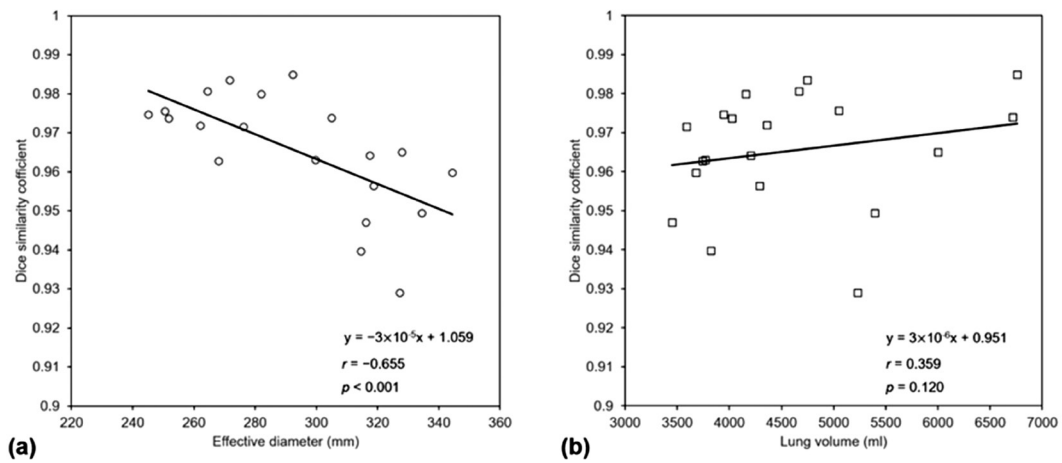 1
0.99
0.98
0.97
0.96
0.95
0.94
0.93
0.92
0.91
0.9
Dice similarity cofficient
y = −3×10⁻⁵x + 1.059
r = −0.655
p < 0.001
220 240 260 280 300 320 340 360
Effective diameter (mm)
(a)
1
0.99
0.98
0.97
0.96
0.95
0.94
0.93
0.92
0.91
0.9
Dice similarity cofficient
y = 3×10⁻⁶x + 0.951
r = 0.359
p = 0.120
3000 3500 4000 4500 5000 5500 6000 6500 7000
Lung volume (ml)
(b)